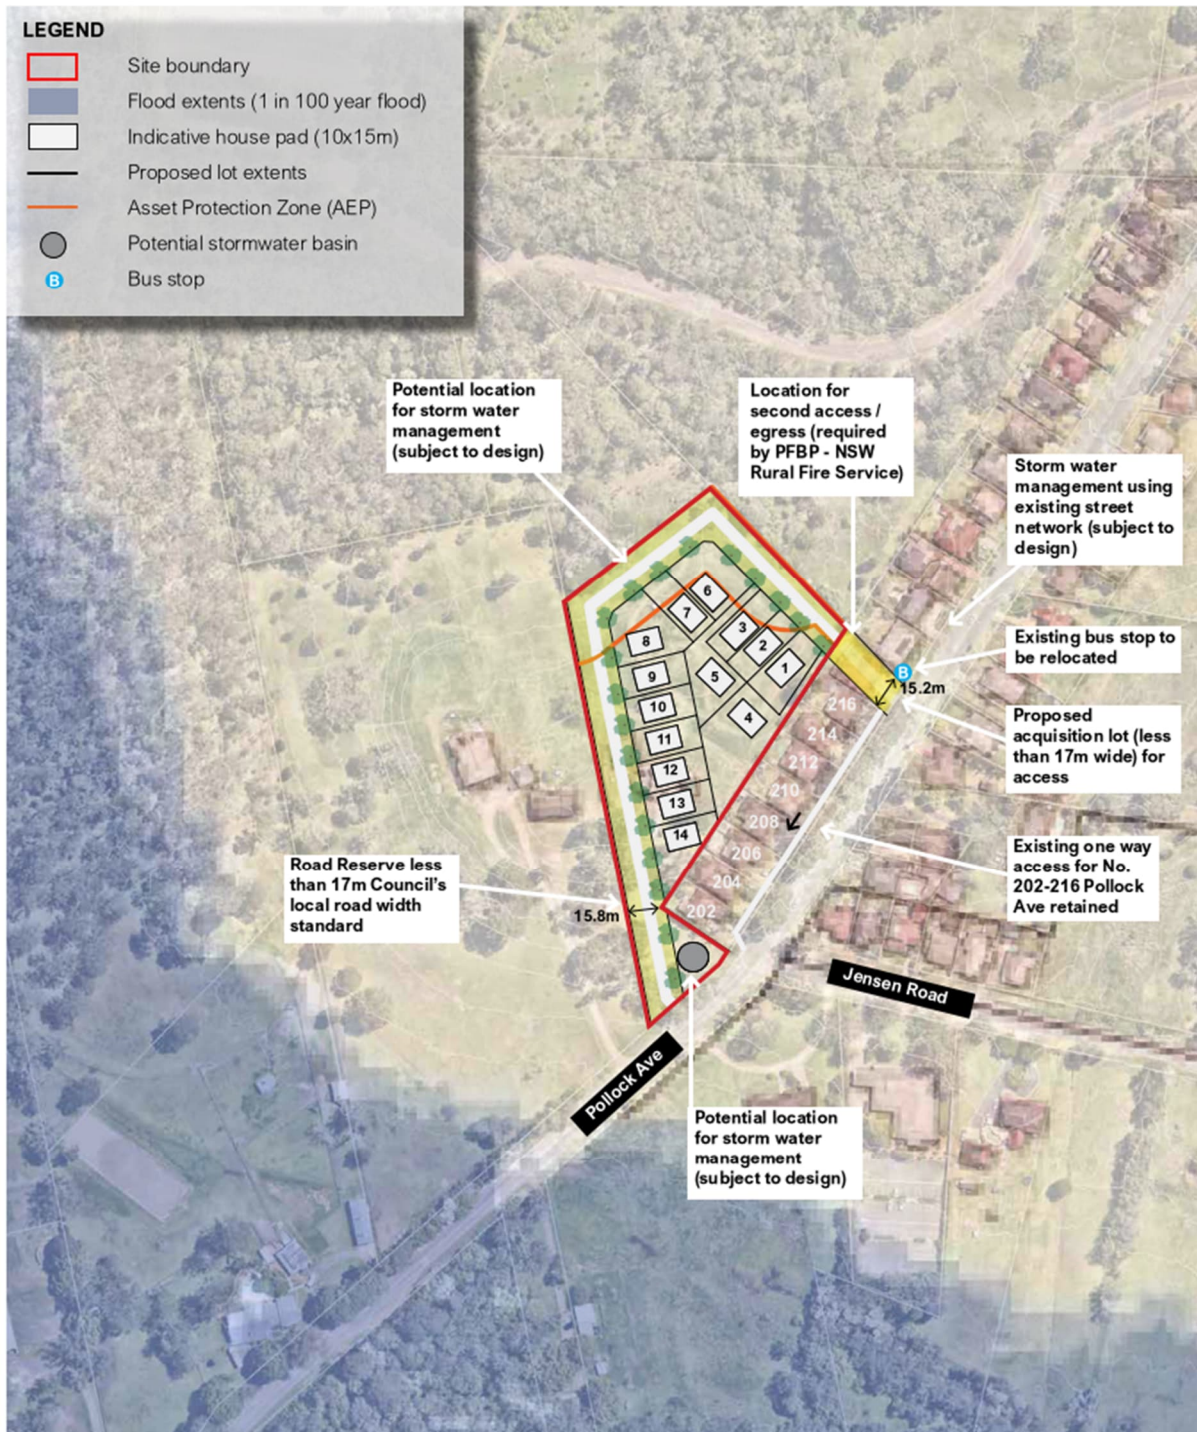 LEGEND
Site boundary
Flood extents (1 in 100 year flood)
Indicative house pad (10x15m)
Proposed lot extents
Asset Protection Zone (AEP)
Potential stormwater basin
B
Bus stop
Potential location
for storm water
management
(subject to design)
Location for
second access /
egress (required
by PFBP - NSW
Rural Fire Service)
Storm water
management using
existing street
network (subject to
design)
Existing bus stop to
be relocated
B
15.2m
Proposed
acquisition lot (less
than 17m wide) for
access
6
7
3
8
2
1
9
5
10
4
11
12
13
14
216
214
212
210
208
206
204
202
Existing one way
access for No.
202-216 Pollock
Ave retained
Road Reserve less
than 17m Council's
local road width
standard
15.8m
Jensen Road
Pollock Ave
Potential location
for storm water
management
(subject to design)